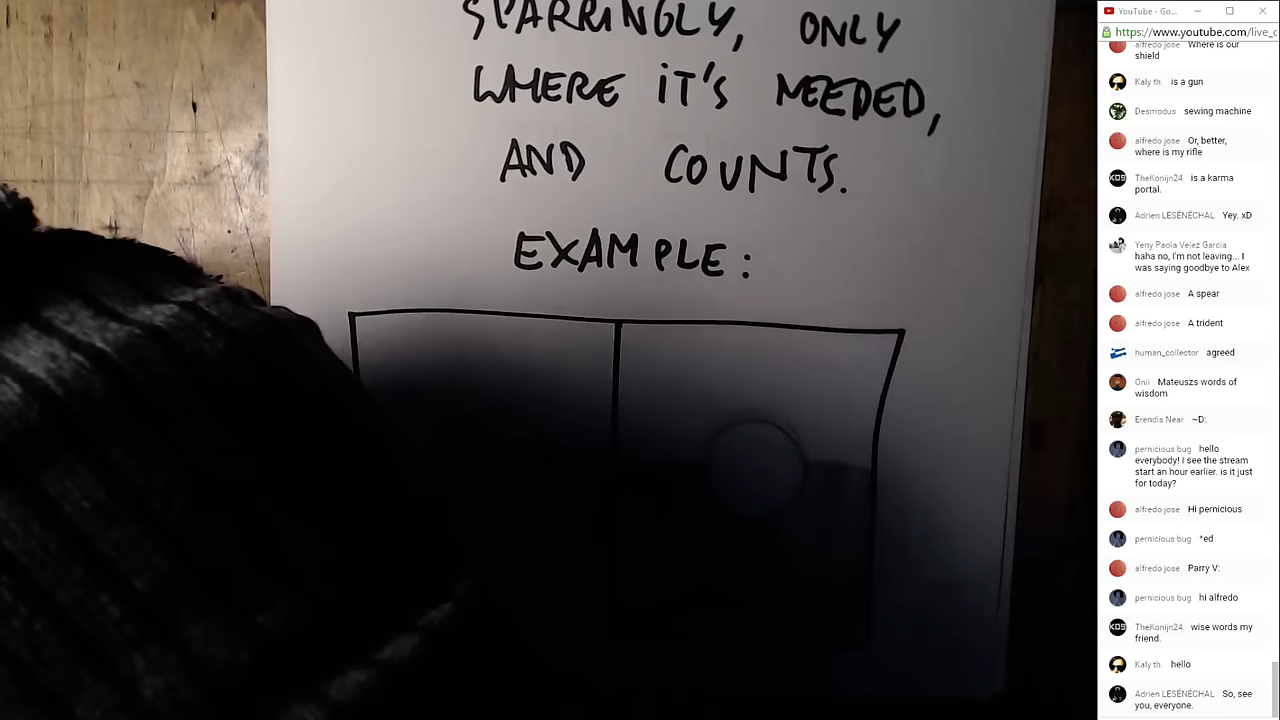 SPARRINGLY, ONLY
WHERE IT'S NEEDED,
AND COUNTS.
EXAMPLE:
YouTube - Go...
https://www.youtube.com/live_c
alfredo jose Where is our
shield
Kaly th. is a gun
Desmodus sewing machine
alfredo jose Or, better,
where is my rifle
TheKonijn24 is a karma
portal.
Adrien LESÉNÉCHAL Yey. xD
Yeny Paola Velez Garcia
haha no, I'm not leaving... I
was saying goodbye to Alex
alfredo jose A spear
alfredo jose A trident
human_collector agreed
Onii Mateuszs words of
wisdom
Erendis Near ~D:
pernicious bug hello
everybody! I see the stream
start an hour earlier. is it just
for today?
alfredo jose Hi pernicious
pernicious bug *ed
alfredo jose Parry V:
pernicious bug hi alfredo
TheKonijn24 wise words my
friend.
Kaly th. hello
Adrien LESÉNÉCHAL So, see
you, everyone.